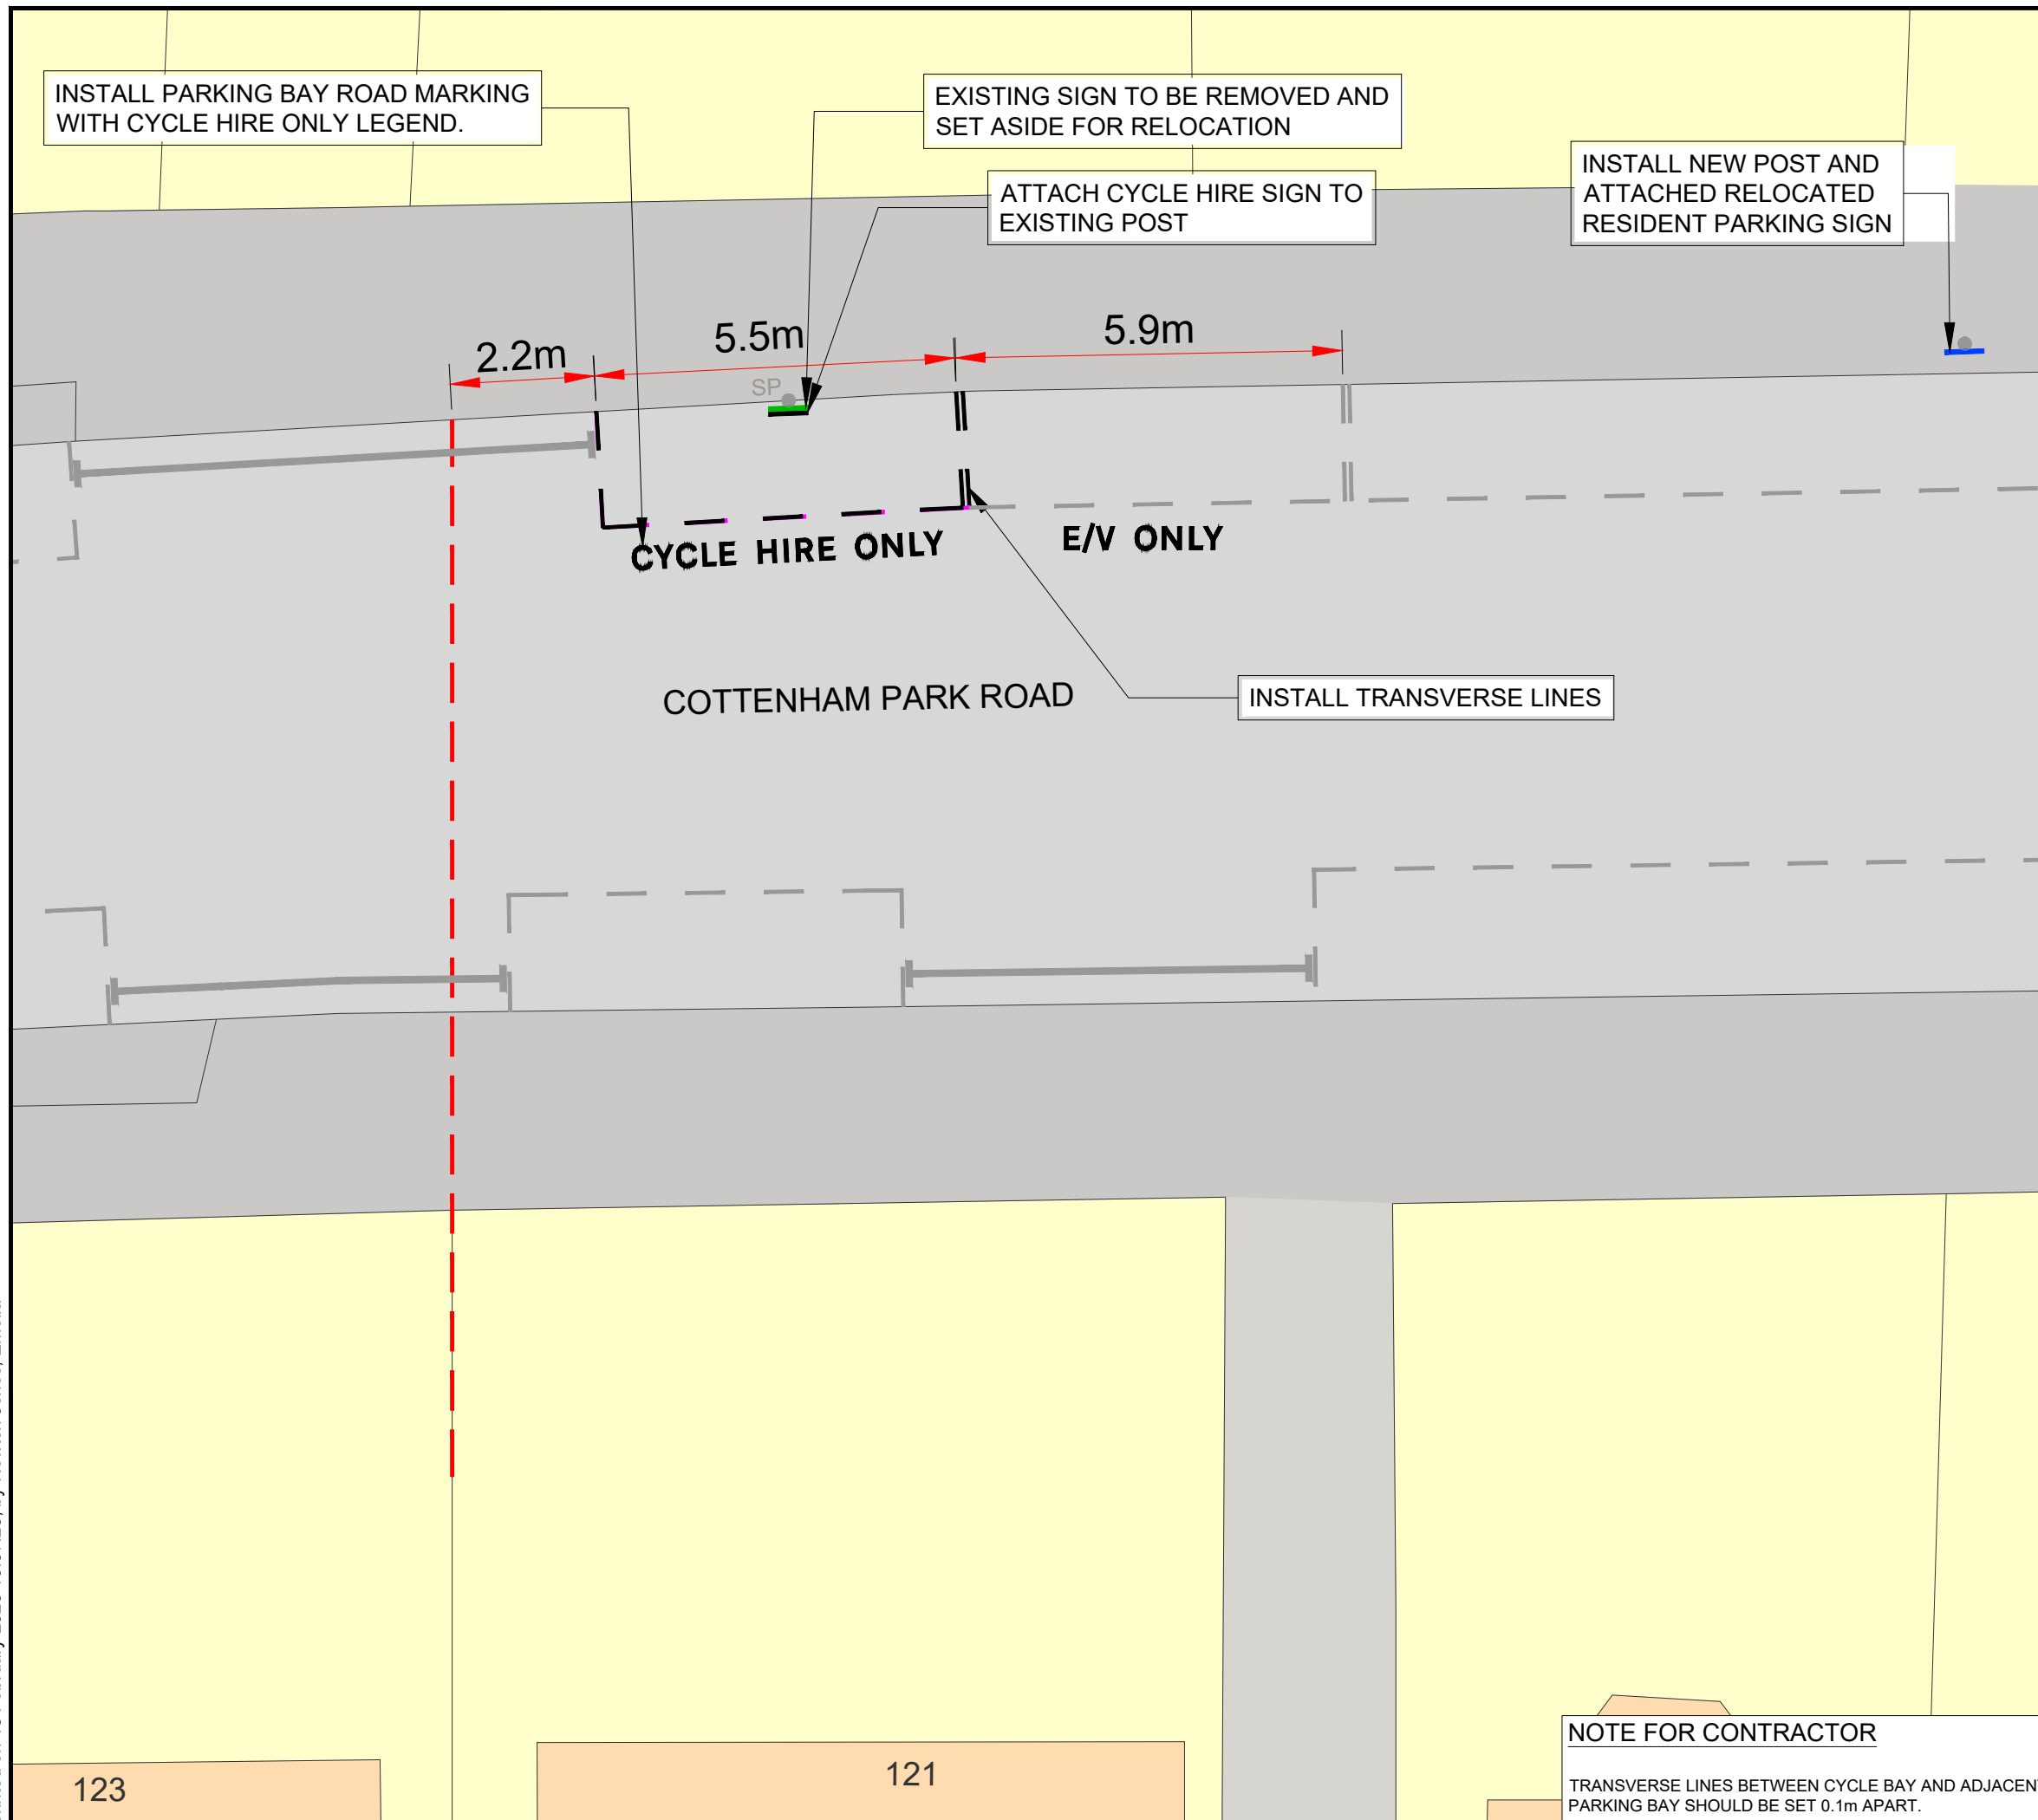 INSTALL PARKING BAY ROAD MARKING
WITH CYCLE HIRE ONLY LEGEND.
EXISTING SIGN TO BE REMOVED AND
SET ASIDE FOR RELOCATION
ATTACH CYCLE HIRE SIGN TO
EXISTING POST
INSTALL NEW POST AND
ATTACHED RELOCATED
RESIDENT PARKING SIGN
2.2m
5.5m
5.9m
SP
CYCLE HIRE ONLY
E/V ONLY
COTTENHAM PARK ROAD
INSTALL TRANSVERSE LINES
123
121
NOTE FOR CONTRACTOR
TRANSVERSE LINES BETWEEN CYCLE BAY AND ADJACEN
PARKING BAY SHOULD BE SET 0.1m APART.